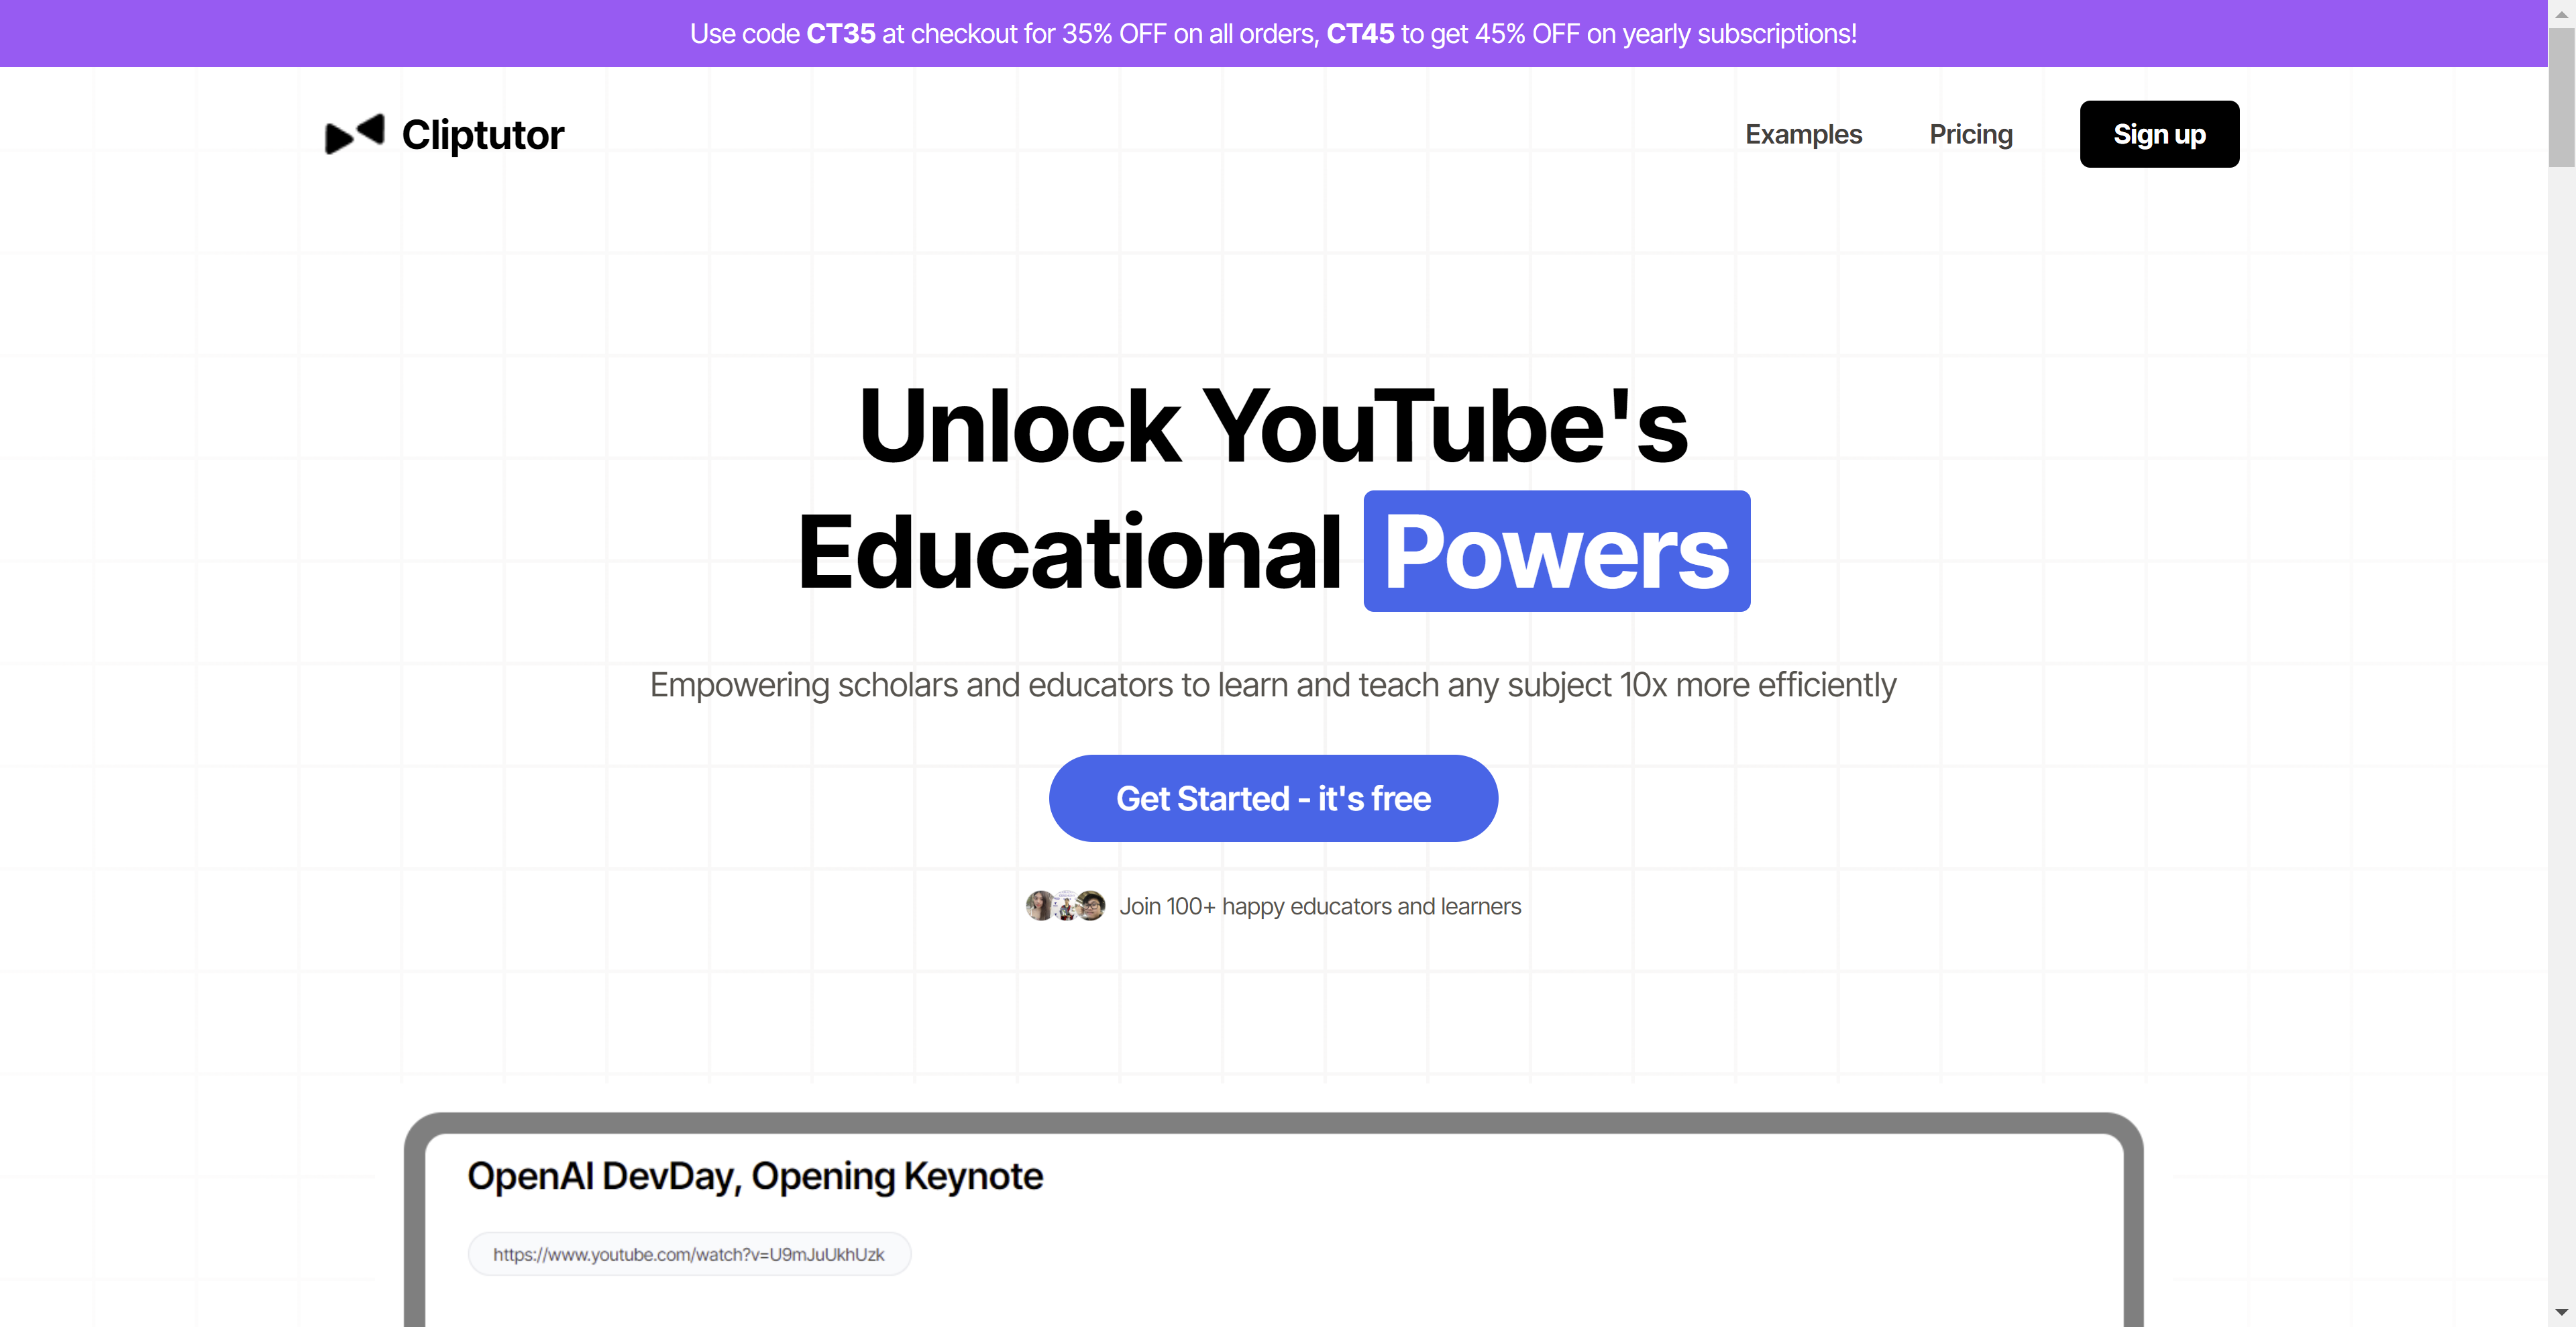 Use code CT35 at checkout for 35% OFF on all orders, CT45 to get 45% OFF on yearly subscriptions!
Cliptutor
Examples
Pricing
Sign up
Unlock YouTube's
Educational Powers
Empowering scholars and educators to learn and teach any subject 10x more efficiently
Get Started - it's free
Join 100+ happy educators and learners
OpenAI DevDay, Opening Keynote
https://www.youtube.com/watch?v=U9mJuUkhUzk